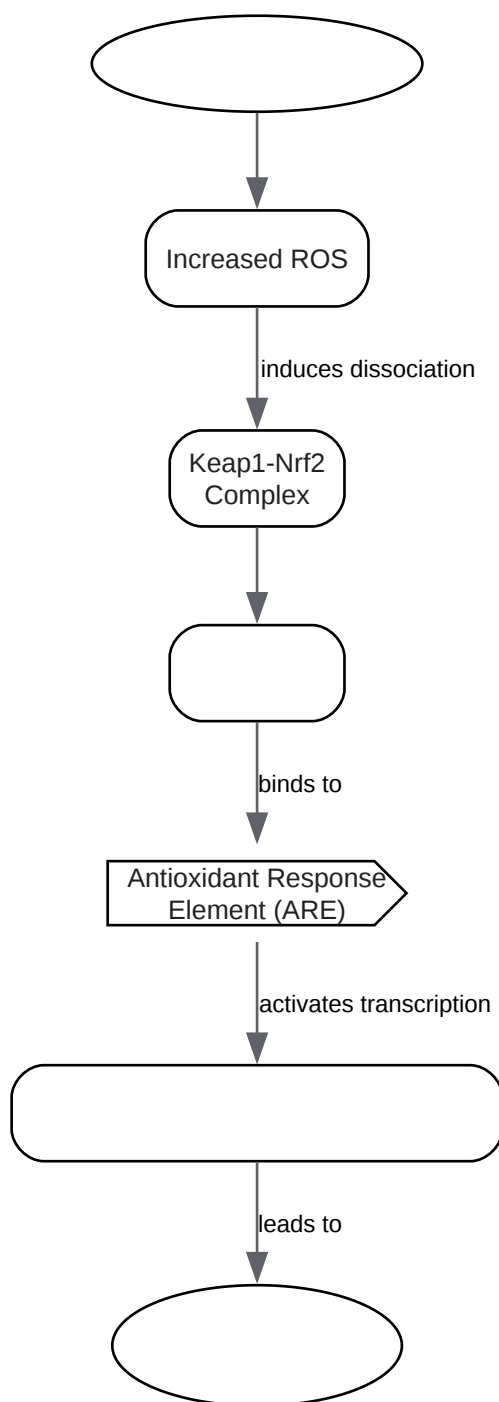 Increased ROS
induces dissociation
Keap1-Nrf2
Complex
binds to
Antioxidant Response
Element (ARE)
activates transcription
leads to